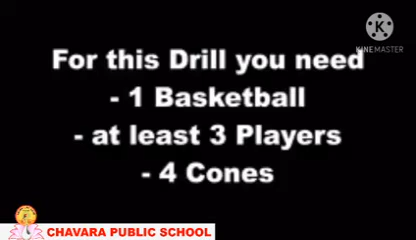 For this Drill you need
- 1 Basketball
- at least 3 Players
- 4 Cones
KINEMASTER
CHAVARA PUBLIC SCHOOL